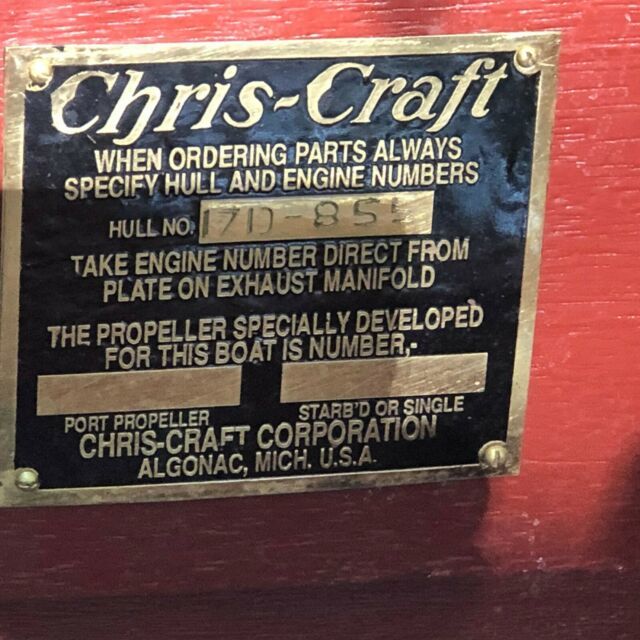 Chris-Craft
WHEN ORDERING PARTS ALWAYS
SPECIFY HULL AND ENGINE NUMBERS
HULL NO.
TAKE ENGINE NUMBER DIRECT FROM
PLATE ON EXHAUST MANIFOLD
THE PROPELLER SPECIALLY DEVELOPED
FOR THIS BOAT IS NUMBER,-
PORT PROPELLER
STARB'D OR SINGLE
CHRIS-CRAFT CORPORATION
ALGONAC, MICH. U.S.A.